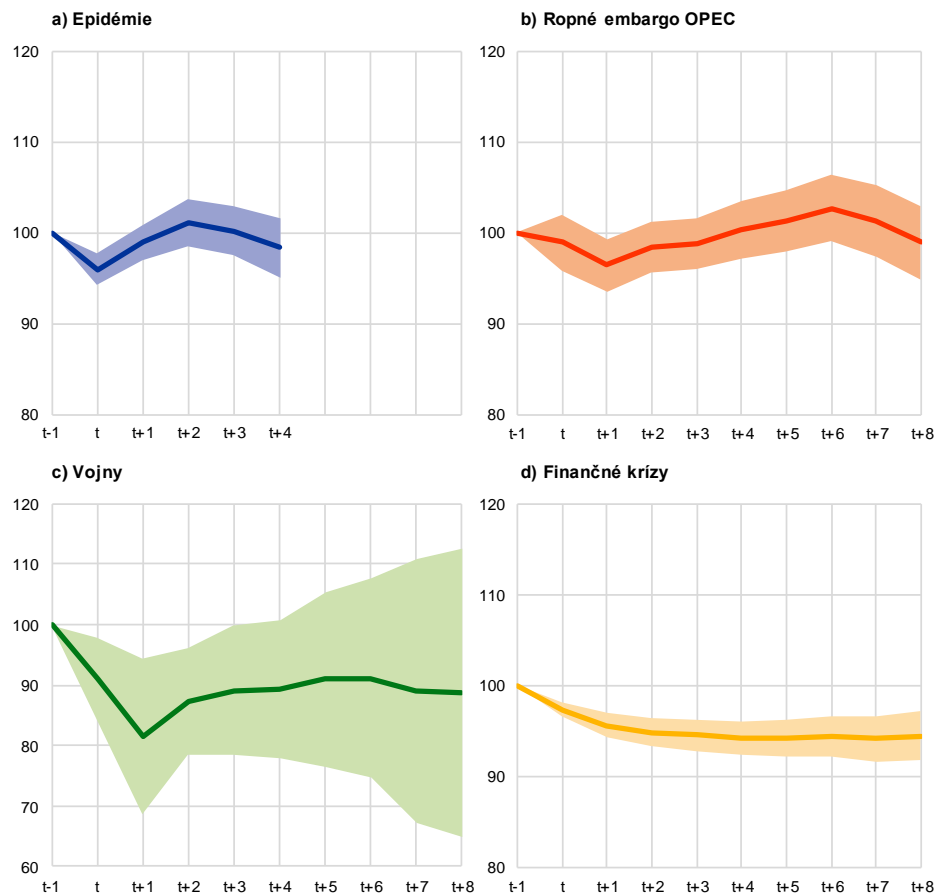 a) Epidémie
120
110
100
90
80
t-1 t t+1 t+2 t+3 t+4
b) Ropné embargo OPEC
120
110
100
90
80
t-1 t t+1 t+2 t+3 t+4 t+5 t+6 t+7 t+8
c) Vojny
120
110
100
90
80
70
60
t-1 t t+1 t+2 t+3 t+4 t+5 t+6 t+7 t+8
d) Finančné krízy
120
110
100
90
80
t-1 t t+1 t+2 t+3 t+4 t+5 t+6 t+7 t+8